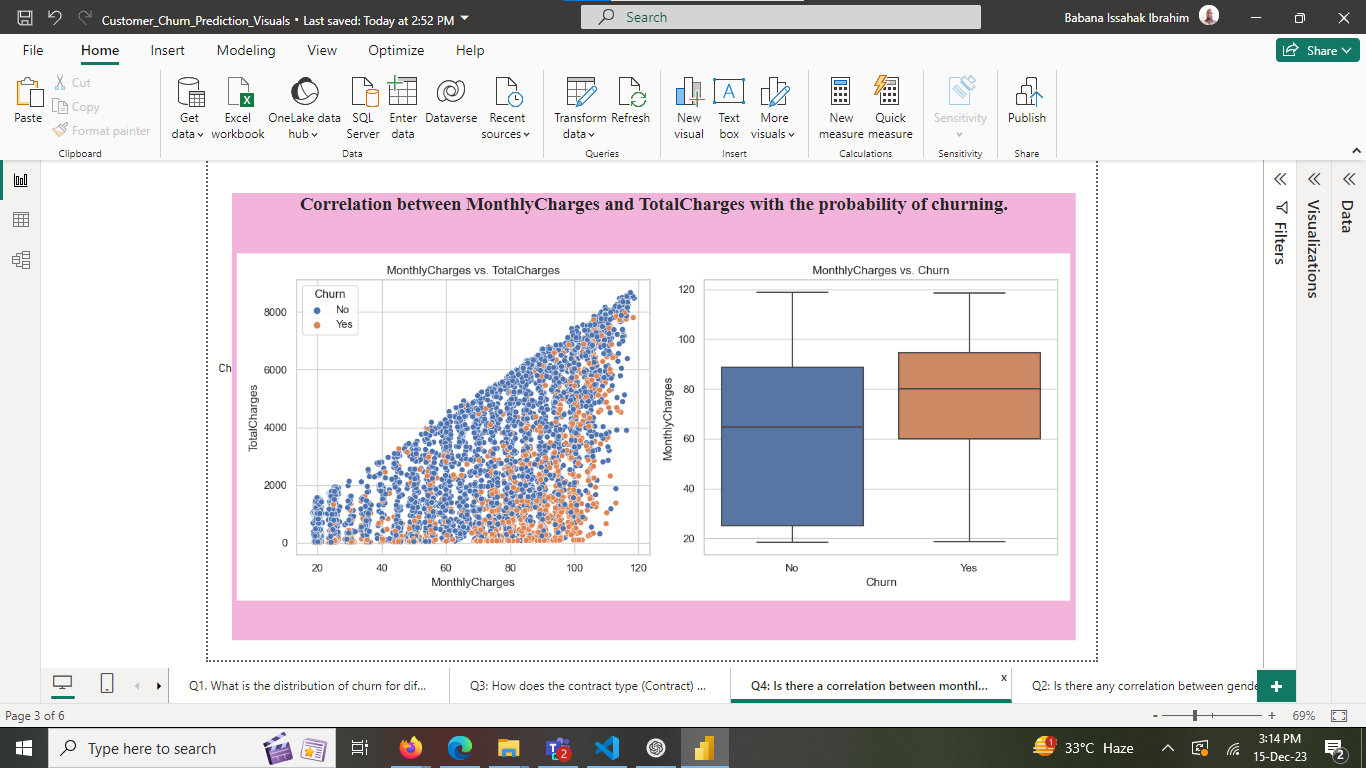 Customer_Churn_Prediction_Visuals • Last saved: Today at 2:52 PM
Search
Babana Issahak Ibrahim
File Home Insert Modeling View Optimize Help
Share
Paste
Cut
Copy
Format painter
Clipboard
Get data
Excel workbook
OneLake data hub
SQL Server
Enter data
Dataverse
Recent sources
Data
Transform data
Refresh
Queries
New visual
Text box
More visuals
Insert
New measure
Quick measure
Calculations
Sensitivity
Sensitivity
Publish
Share
Correlation between MonthlyCharges and TotalCharges with the probability of churning.
Ch
MonthlyCharges vs. TotalCharges
Churn
No
Yes
TotalCharges
8000
6000
4000
2000
0
20 40 60 80 100 120
MonthlyCharges
MonthlyCharges vs. Churn
MonthlyCharges
120
100
80
60
40
20
No Yes
Churn
Filters
Visualizations
Data
Q1. What is the distribution of churn for dif...
Q3: How does the contract type (Contract) ...
Q4: Is there a correlation between monthl...
x
Q2: Is there any correlation between gende
+
Page 3 of 6
- + 69%
Type here to search
2
1
33°C Haze
3:14 PM
15-Dec-23
2